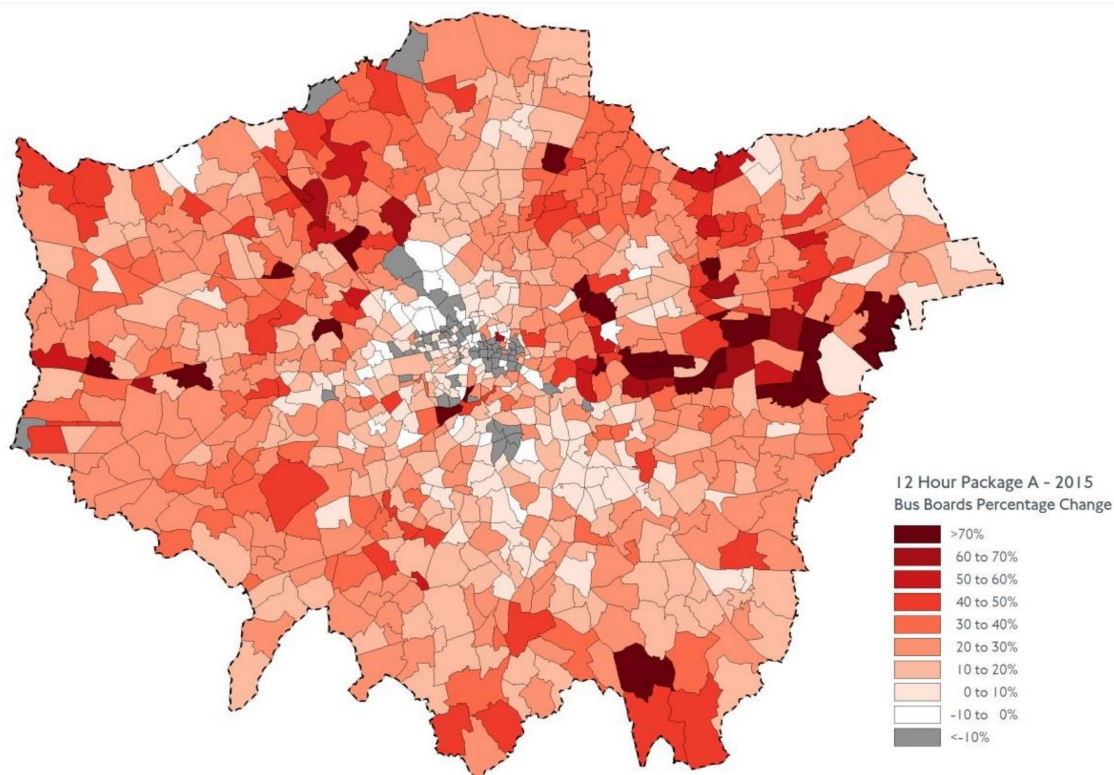 12 Hour Package A - 2015
Bus Boards Percentage Change
>70%
60 to 70%
50 to 60%
40 to 50%
30 to 40%
20 to 30%
10 to 20%
0 to 10%
-10 to 0%
<-10%